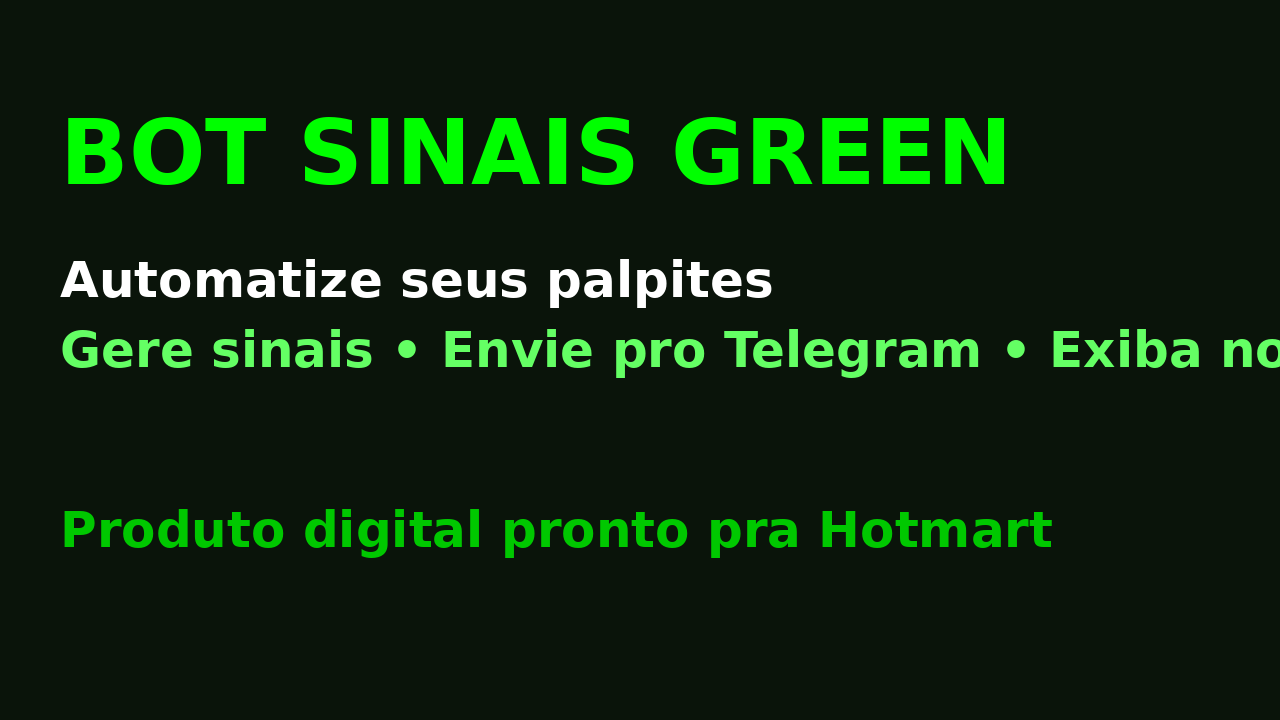 BOT SINAIS GREEN
Automatize seus palpites
Gere sinais • Envie pro Telegram • Exiba no
Produto digital pronto pra Hotmart